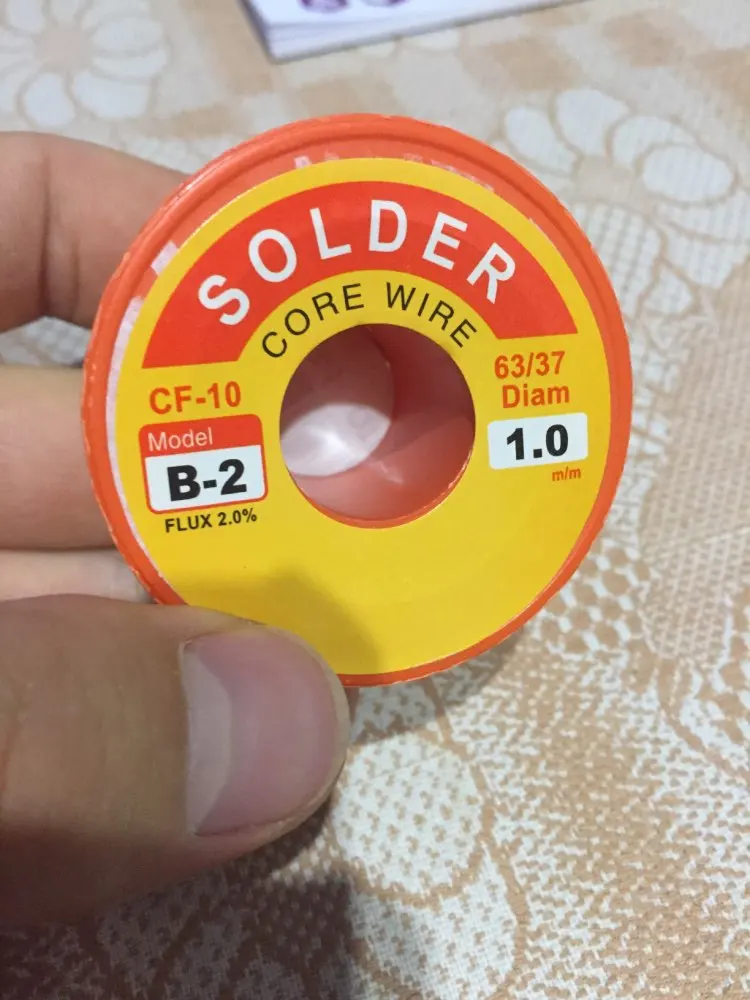 SOLDER
CORE WIRE
CF-10
Model
B-2
FLUX 2.0%
63/37
Diam
1.0
m/m